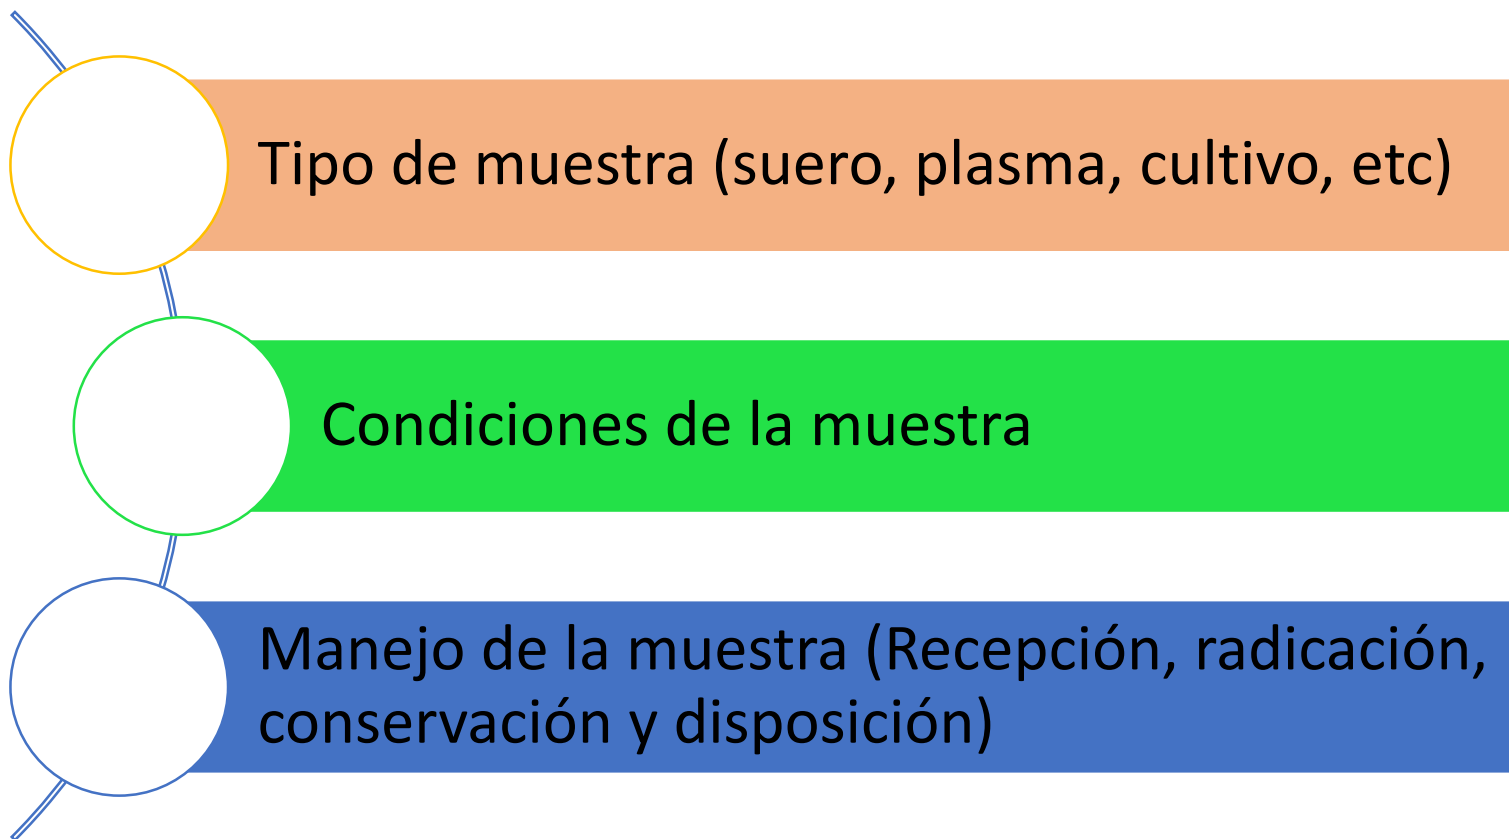 Tipo de muestra (suero, plasma, cultivo, etc)
Condiciones de la muestra
Manejo de la muestra (Recepción, radicación,
conservación y disposición)